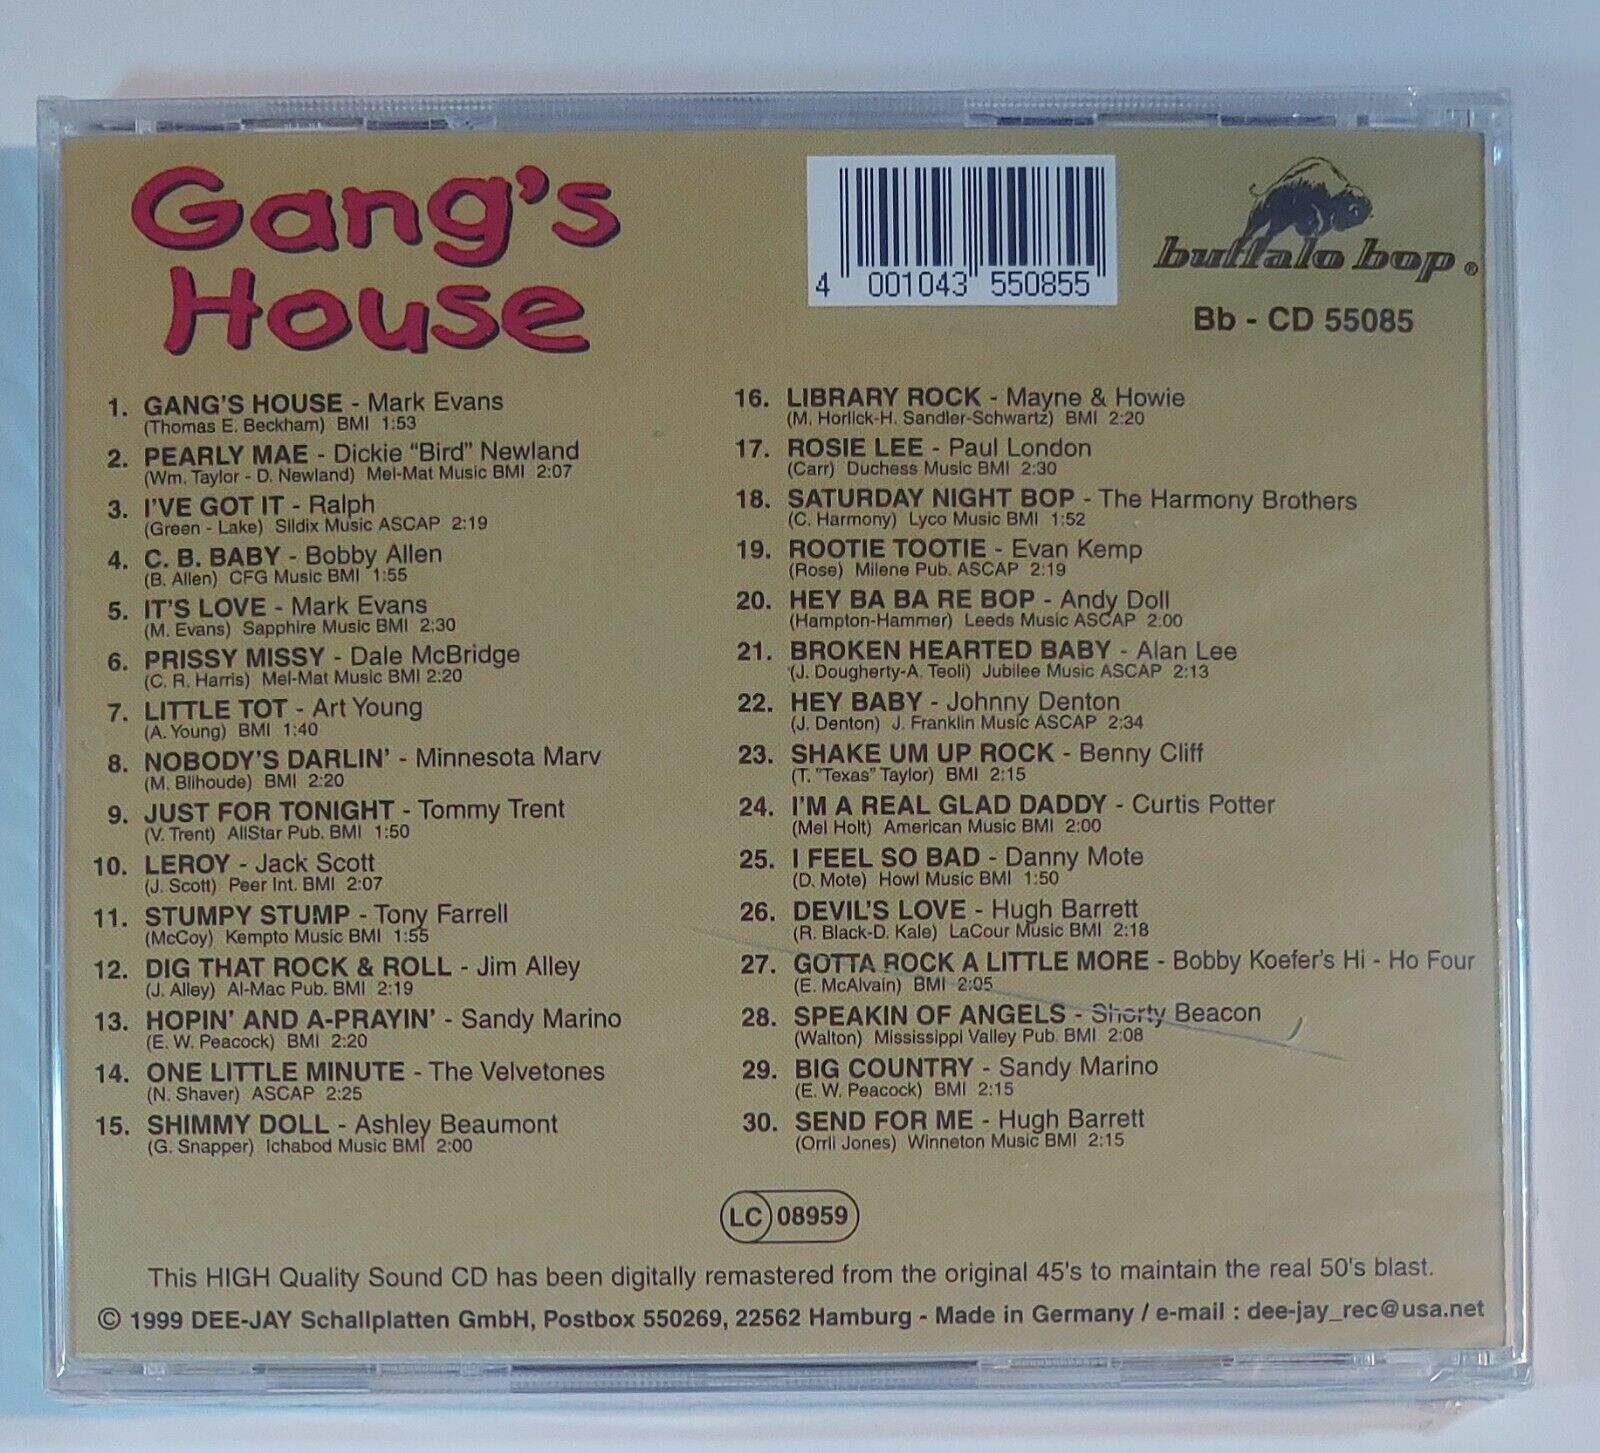 Gang's
House
4 001043 550855
buffalo bop ®
Bb - CD 55085
1. GANG'S HOUSE - Mark Evans
(Thomas E. Beckham) BMI 1:53
2. PEARLY MAE - Dickie "Bird" Newland
(Wm. Taylor - D. Newland) Mel-Mat Music BMI 2:07
3. I'VE GOT IT - Ralph
(Green - Lake) Sildix Music ASCAP 2:19
4. C. B. BABY - Bobby Allen
(B. Allen) CFG Music BMI 1:55
5. IT'S LOVE - Mark Evans
(M. Evans) Sapphire Music BMI 2:30
6. PRISSY MISSY - Dale McBridge
(C. R. Harris) Mel-Mat Music BMI 2:20
7. LITTLE TOT - Art Young
(A. Young) BMI 1:40
8. NOBODY'S DARLIN' - Minnesota Marv
(M. Blihoude) BMI 2:20
9. JUST FOR TONIGHT - Tommy Trent
(V. Trent) AllStar Pub. BMI 1:50
10. LEROY - Jack Scott
(J. Scott) Peer Int. BMI 2:07
11. STUMPY STUMP - Tony Farrell
(McCoy) Kempto Music BMI 1:55
12. DIG THAT ROCK & ROLL - Jim Alley
(J. Alley) Al-Mac Pub. BMI 2:19
13. HOPIN' AND A-PRAYIN' - Sandy Marino
(E. W. Peacock) BMI 2:20
14. ONE LITTLE MINUTE - The Velvetones
(N. Shaver) ASCAP 2:25
15. SHIMMY DOLL - Ashley Beaumont
(G. Snapper) Ichabod Music BMI 2:00
16. LIBRARY ROCK - Mayne & Howie
(M. Horlick-H. Sandler-Schwartz) BMI 2:20
17. ROSIE LEE - Paul London
(Carr) Duchess Music BMI 2:30
18. SATURDAY NIGHT BOP - The Harmony Brothers
(C. Harmony) Lyco Music BMI 1:52
19. ROOTIE TOOTIE - Evan Kemp
(Rose) Milene Pub. ASCAP 2:19
20. HEY BA BA RE BOP - Andy Doll
(Hampton-Hammer) Leeds Music ASCAP 2:00
21. BROKEN HEARTED BABY - Alan Lee
(J. Dougherty-A. Teoli) Jubilee Music ASCAP 2:13
22. HEY BABY - Johnny Denton
(J. Denton) J. Franklin Music ASCAP 2:34
23. SHAKE UM UP ROCK - Benny Cliff
(T. "Texas" Taylor) BMI 2:15
24. I'M A REAL GLAD DADDY - Curtis Potter
(Mel Holt) American Music BMI 2:00
25. I FEEL SO BAD - Danny Mote
(D. Mote) Howl Music BMI 1:50
26. DEVIL'S LOVE - Hugh Barrett
(R. Black-D. Kale) LaCour Music BMI 2:18
27. GOTTA ROCK A LITTLE MORE - Bobby Koefer's Hi - Ho Four
(E. McAlvain) BMI 2:05
28. SPEAKIN OF ANGELS - Shorty Beacon
(Walton) Mississippi Valley Pub. BMI 2:08
29. BIG COUNTRY - Sandy Marino
(E. W. Peacock) BMI 2:15
30. SEND FOR ME - Hugh Barrett
(Orrli Jones) Winneton Music BMI 2:15
LC 08959
This HIGH Quality Sound CD has been digitally remastered from the original 45's to maintain the real 50's blast.
© 1999 DEE-JAY Schallplatten GmbH, Postbox 550269, 22562 Hamburg - Made in Germany / e-mail : dee-jay_rec@usa.net